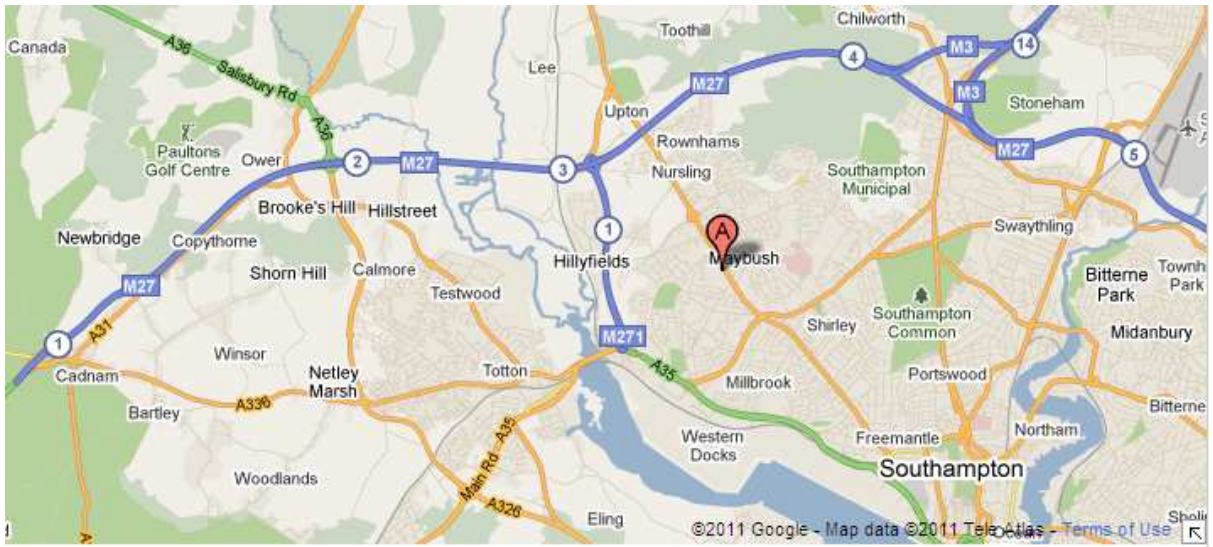 Canada
A36
Salisbury Rd
A36
Paultons
Golf Centre
Ower
2
M27
Brooke's Hill
Hillstreet
Newbridge
Copythorne
Shorn Hill
Calmore
M27
A31
1
Winsor
Cadnam
Netley
Marsh
A336
Bartley
Woodlands
Testwood
Totton
Main Rd
A35
A326
Eling
Toothill
Lee
Upton
M27
Rownhams
3
Nursling
1
Hillyfields
A
Maybush
M271
A35
Millbrook
Western
Docks
Chilworth
4
M3
14
M3
Stoneham
M27
5
Southampton
Municipal
Swaythling
Southampton
Common
Shirley
Portswood
Bitterne
Park
Townh
Park
Midanbury
Bitterne
Northam
Freemantle
Southampton
©2011 Google - Map data ©2011 Tele Atlas - Terms of Use